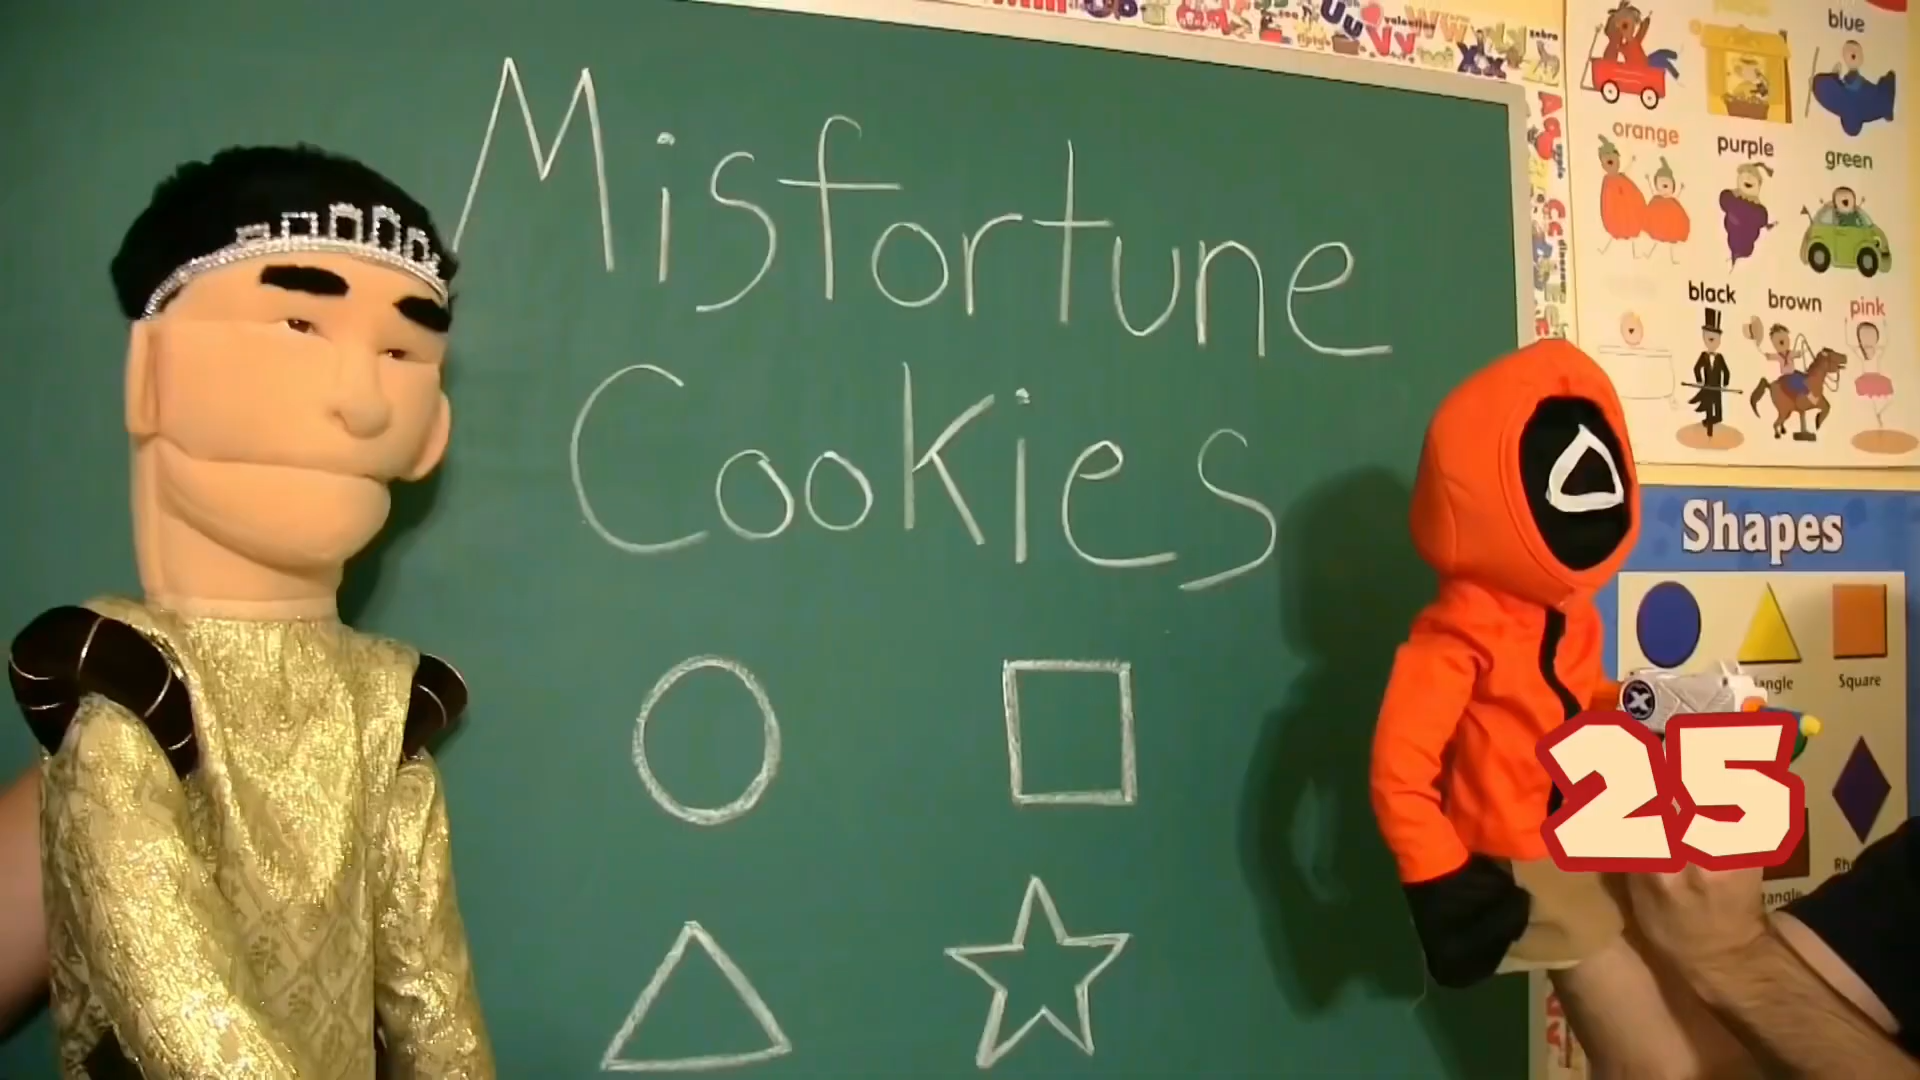 Misfortune
Cookies
blue
orange
purple
green
black
brown
pink
Shapes
Square
25